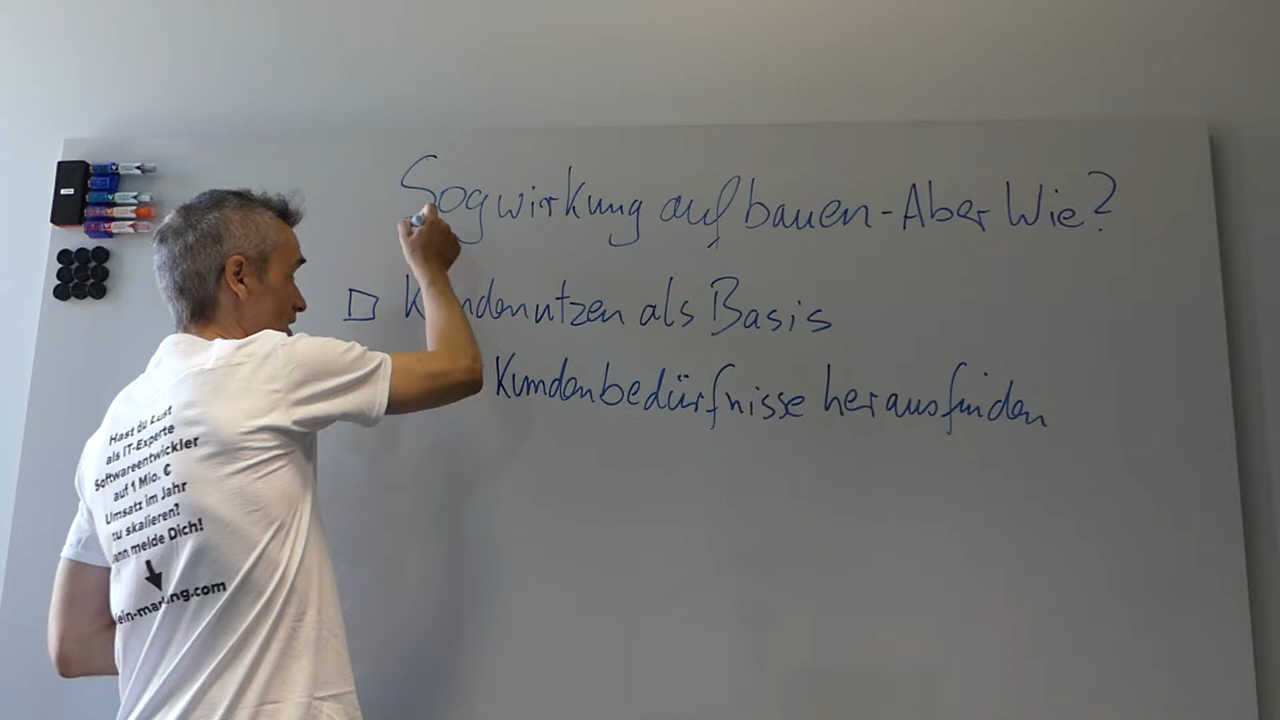 Sogwirkung aufbauen - Aber Wie?
Kundennutzen als Basis
Kundenbedürfnisse herausfinden
Hast du Lust
als IT-Experte
Softwareentwickler
auf 1 Mio. €
Umsatz im Jahr
zu skalieren?
melde Dich!